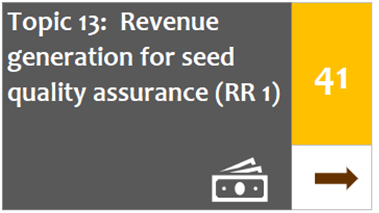 Topic 13:  Revenue
generation for seed
quality assurance (RR 1)
41